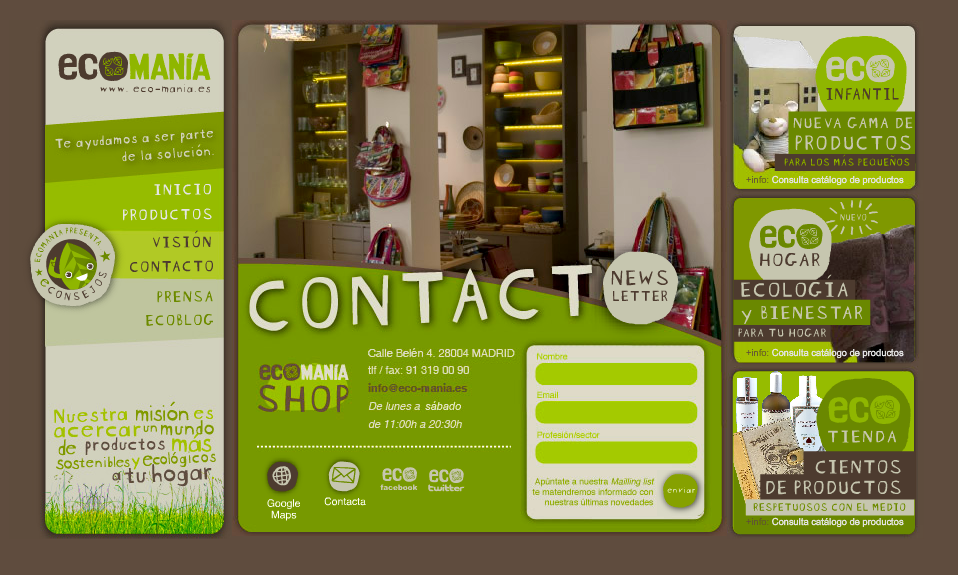 ecoMANÍA
www.eco-mania.es
Te ayudamos a ser parte
de la solución.
INICIO
PRODUCTOS
VISIÓN
CONTACTO
PRENSA
ECOBLOG
ECOMANIA PRESENTA
eCONSEJOS
Nuestra misión es
acercar un mundo
de productos más
sostenibles y ecológicos
a tu hogar
CONTACTO
NEWS
LETTER
ecoMANÍA
SHOP
Calle Belén 4. 28004 MADRID
tlf / fax: 91 319 00 90
info@eco-mania.es
De lunes a sábado
de 11:00h a 20:30h
Google
Maps
Contacta
eco
facebook
eco
twitter
Nombre
Email
Profesión/sector
Apúntate a nuestra Mailling list
te matendremos informado con
nuestras últimas novedades
enviar
eco
INFANTIL
NUEVA GAMA DE
PRODUCTOS
PARA LOS MÁS PEQUEÑOS
+info: Consulta catálogo de productos
NUEVO
eco
HOGAR
ECOLOGÍA
y BIENESTAR
PARA TU HOGAR
+info: Consulta catálogo de productos
eco
TIENDA
CIENTOS
DE PRODUCTOS
RESPETUOSOS CON EL MEDIO
+info: Consulta catálogo de productos